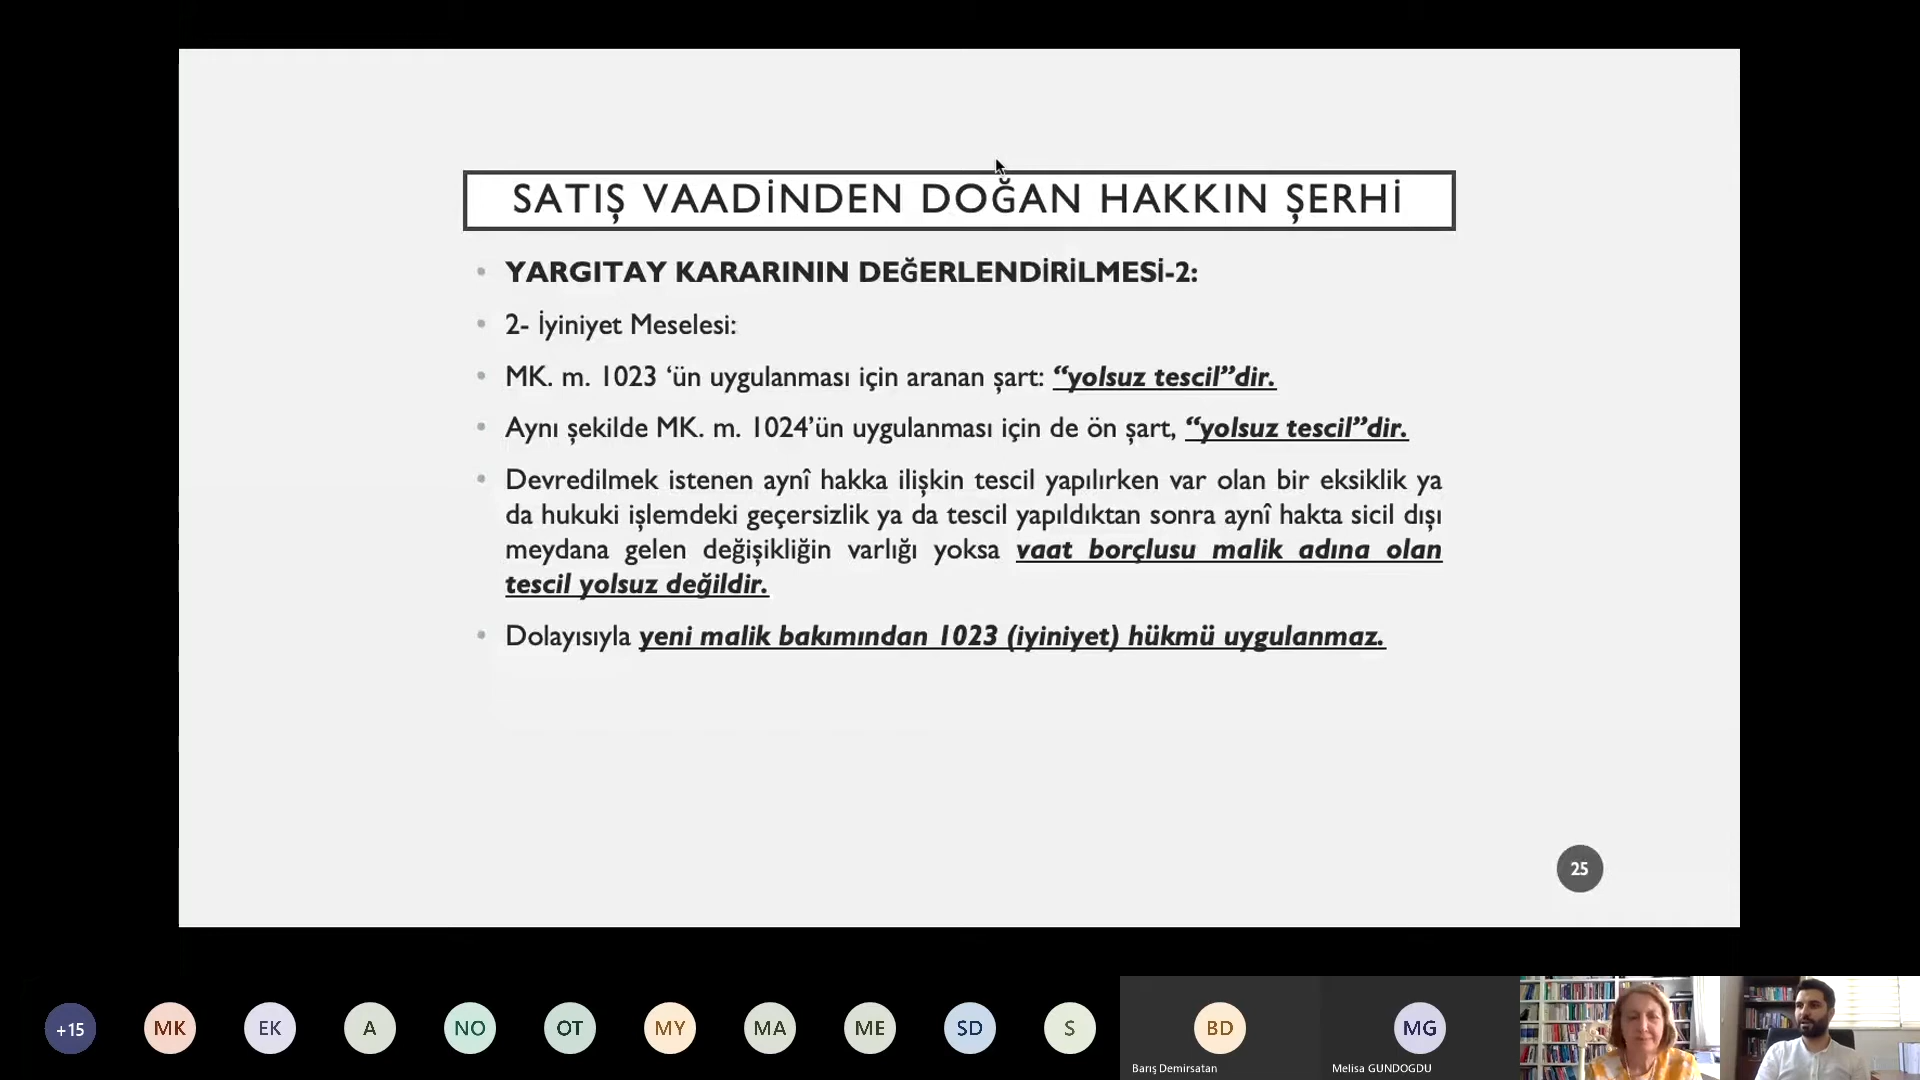 SATIŞ VAADİNDEN DOĞAN HAKKIN ŞERHİ
• YARGITAY KARARININ DEĞERLENDİRİLMESİ-2:
• 2- İyiniyet Meselesi:
• MK. m. 1023 ‘ün uygulanması için aranan şart: “yolsuz tescil”dir.
• Aynı şekilde MK. m. 1024’ün uygulanması için de ön şart, “yolsuz tescil”dir.
• Devredilmek istenen aynî hakka ilişkin tescil yapılırken var olan bir eksiklik ya
da hukuki işlemdeki geçersizlik ya da tescil yapıldıktan sonra aynî hakta sicil dışı
meydana gelen değişikliğin varlığı yoksa vaat borçlusu malik adına olan
tescil yolsuz değildir.
• Dolayısıyla yeni malik bakımından 1023 (iyiniyet) hükmü uygulanmaz.
25
+15 MK EK A NO OT MY MA ME SD S BD MG
Barış Demirsatan Melisa GUNDOGDU